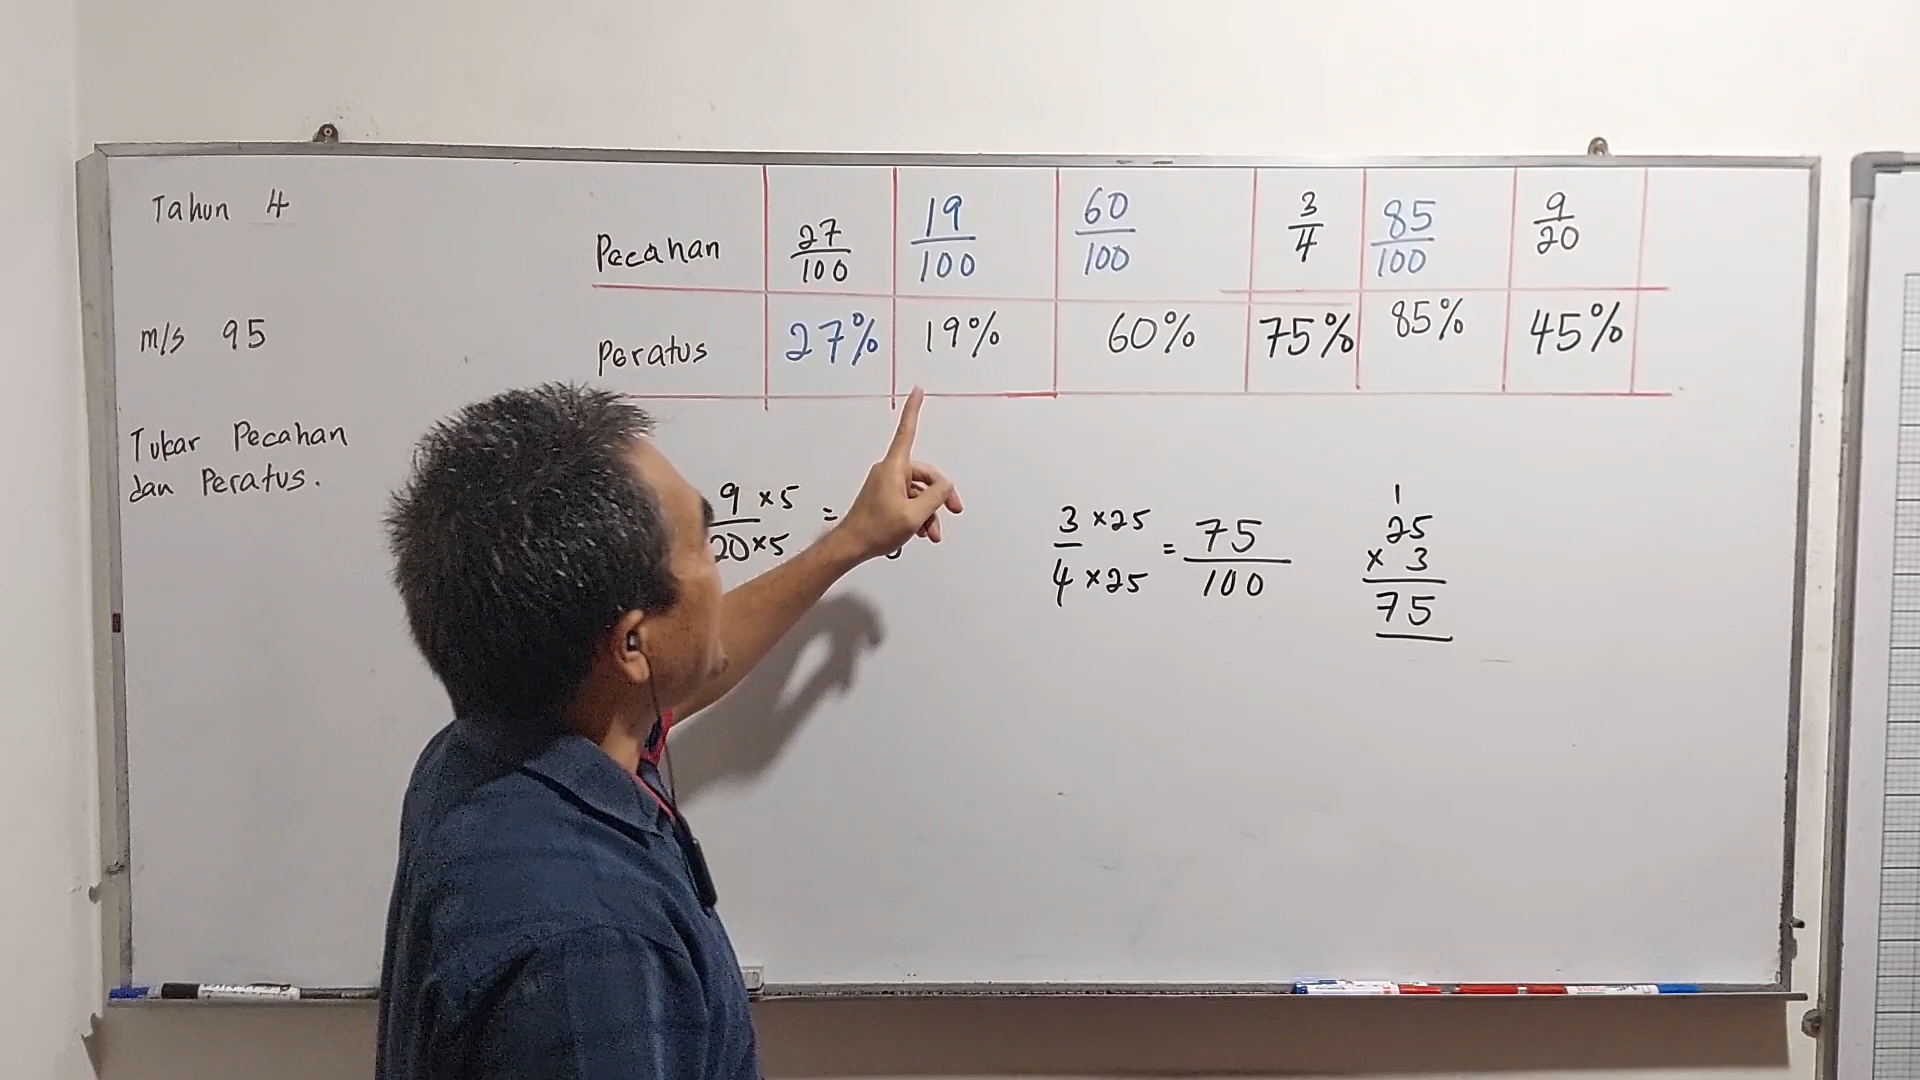 Tahun 4
m/s 95
Tukar Pecahan
dan Peratus.
Pecahan 27/100 19/100 60/100 3/4 85/100 9/20
Peratus 27% 19% 60% 75% 85% 45%
9 ×5 =
20 ×5
3 ×25 = 75
4 ×25 100
1
25
× 3
75